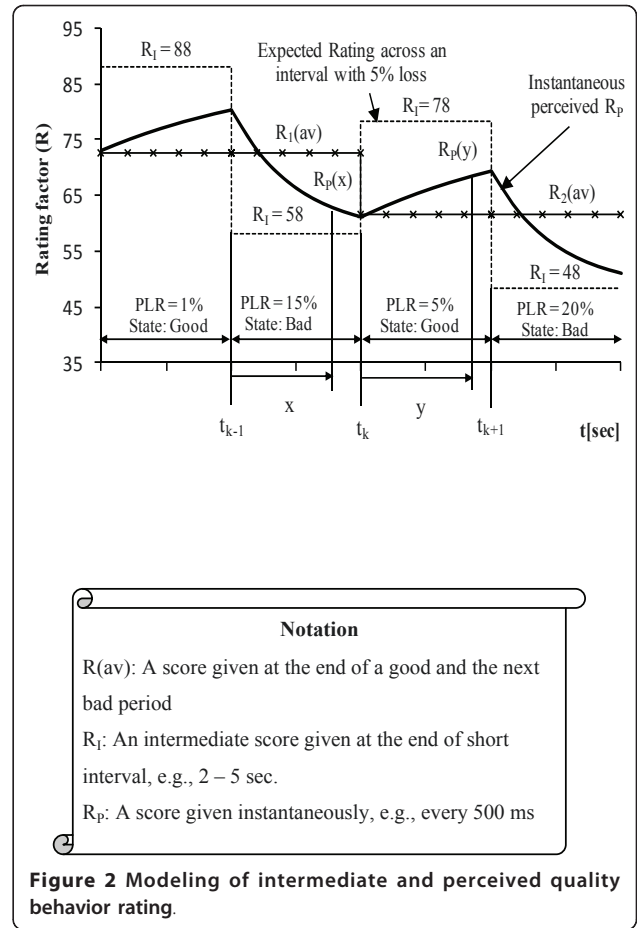 95
85
75
65
55
45
35
Rating factor (R)
R_I = 88
Expected Rating across an
interval with 5% loss
Instantaneous
perceived R_P
R_I = 78
R_1(av)
R_P(x)
R_P(y)
R_2(av)
R_I = 58
R_I = 48
PLR = 1%
State: Good
PLR = 15%
State: Bad
PLR = 5%
State: Good
PLR = 20%
State: Bad
x
y
t_{k-1}
t_k
t_{k+1}
t[sec]
Notation
R(av): A score given at the end of a good and the next
bad period
R_I: An intermediate score given at the end of short
interval, e.g., 2 – 5 sec.
R_P: A score given instantaneously, e.g., every 500 ms
Figure 2 Modeling of intermediate and perceived quality
behavior rating.